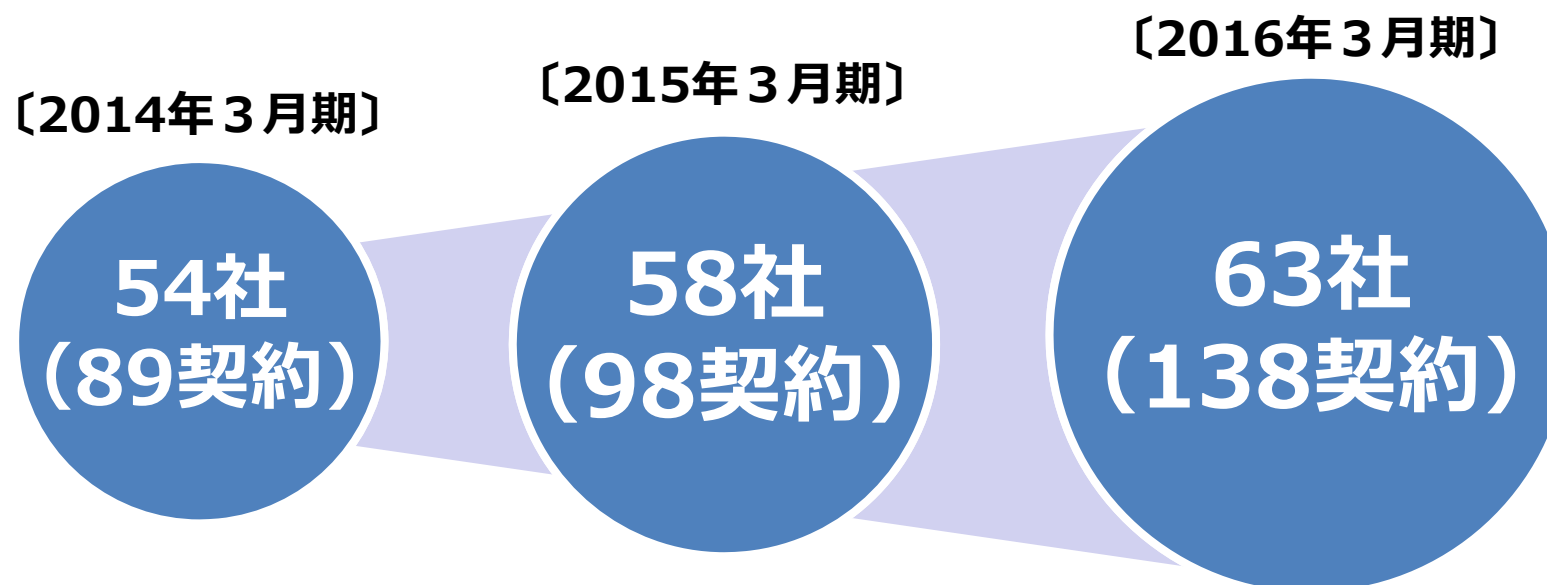 〔2014年３月期〕
54社
（89契約）
〔2015年３月期〕
58社
（98契約）
〔2016年３月期〕
63社
（138契約）